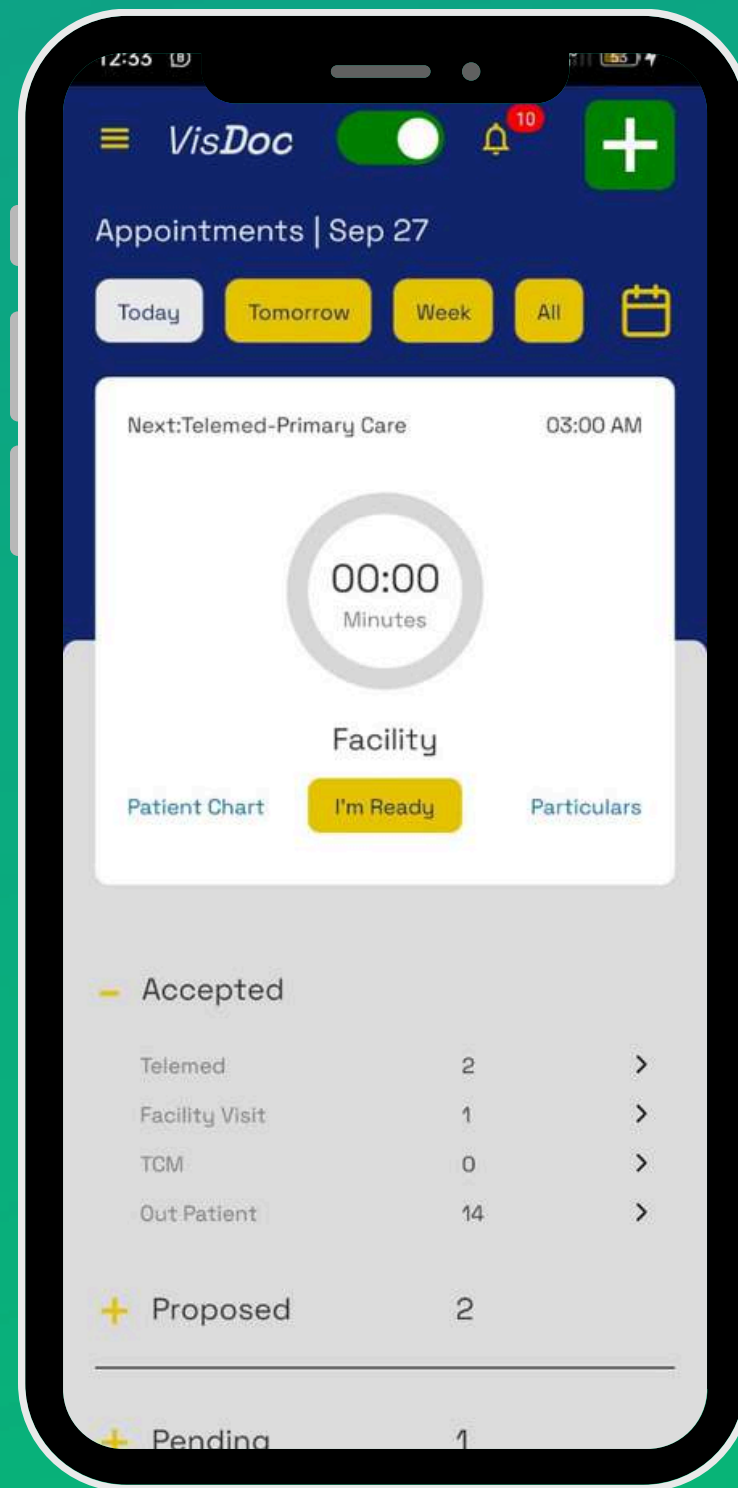 12:33
VisDoc
10
Appointments | Sep 27
Today Tomorrow Week All
Next:Telemed-Primary Care 03:00 AM
00:00
Minutes
Facility
Patient Chart I'm Ready Particulars
Accepted
Telemed 2
Facility Visit 1
TCM 0
Out Patient 14
Proposed 2
Pending 1